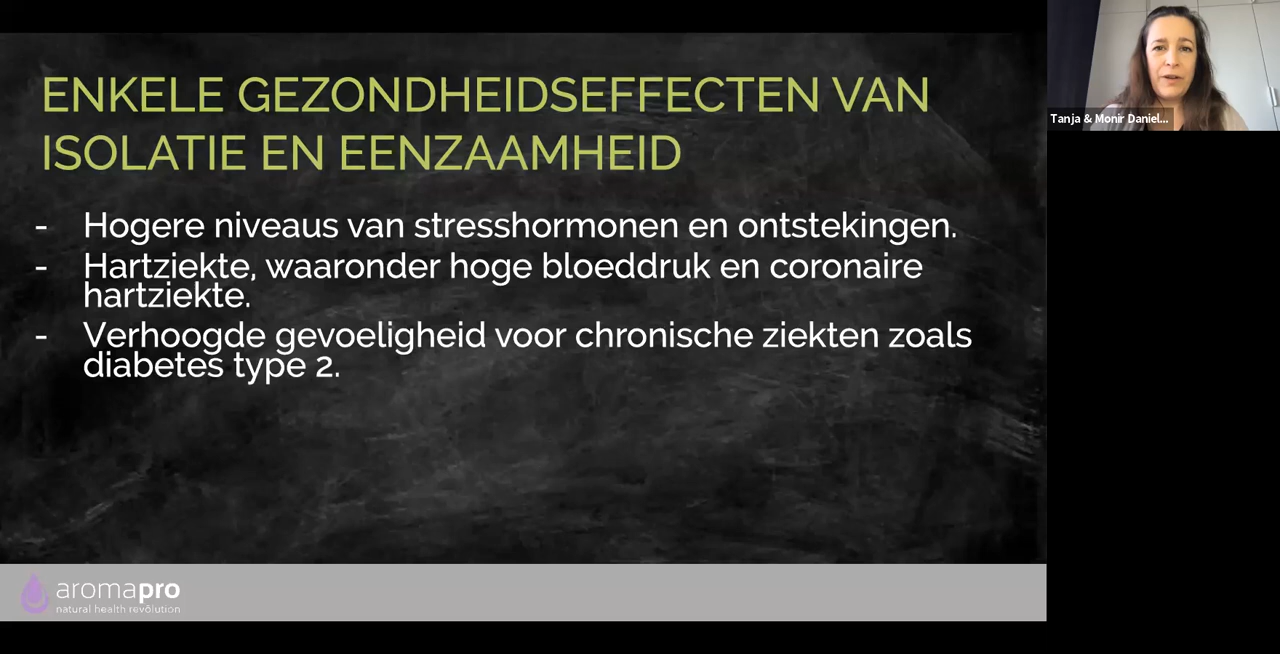 ENKELE GEZONDHEIDSEFFECTEN VAN
ISOLATIE EN EENZAAMHEID
- Hogere niveaus van stresshormonen en ontstekingen.
- Hartziekte, waaronder hoge bloeddruk en coronaire
hartziekte.
- Verhoogde gevoeligheid voor chronische ziekten zoals
diabetes type 2.
Tanja & Monir Daniel...
aromapro
natural health revolution